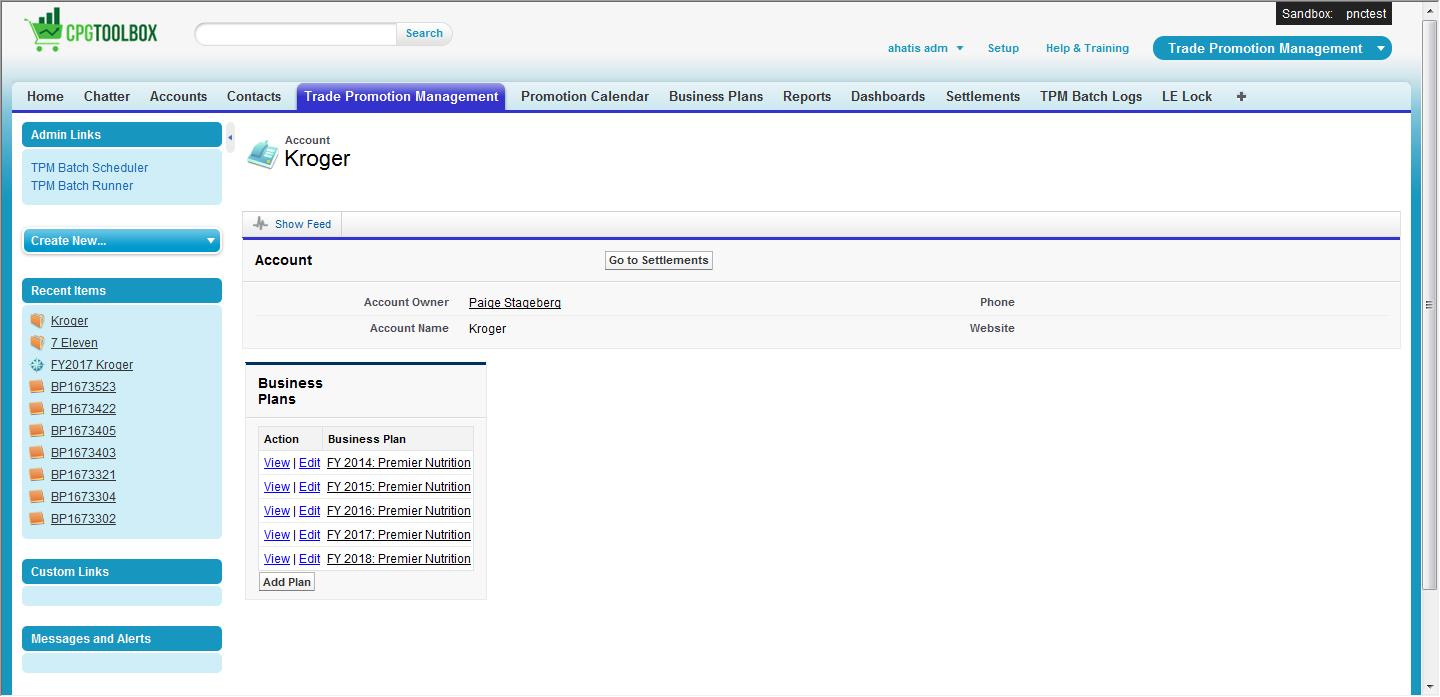 Sandbox: pnctest
CPGTOOLBOX
Search
ahatis adm Setup Help & Training Trade Promotion Management
Home Chatter Accounts Contacts Trade Promotion Management Promotion Calendar Business Plans Reports Dashboards Settlements TPM Batch Logs LE Lock +
Admin Links
TPM Batch Scheduler
TPM Batch Runner
Create New...
Recent Items
Kroger
7 Eleven
FY2017 Kroger
BP1673523
BP1673422
BP1673405
BP1673403
BP1673321
BP1673304
BP1673302
Custom Links
Messages and Alerts
Account
Kroger
Show Feed
Account Go to Settlements
Account Owner Paige Stageberg Phone
Account Name Kroger Website
Business
Plans
Action Business Plan
View | Edit FY 2014: Premier Nutrition
View | Edit FY 2015: Premier Nutrition
View | Edit FY 2016: Premier Nutrition
View | Edit FY 2017: Premier Nutrition
View | Edit FY 2018: Premier Nutrition
Add Plan